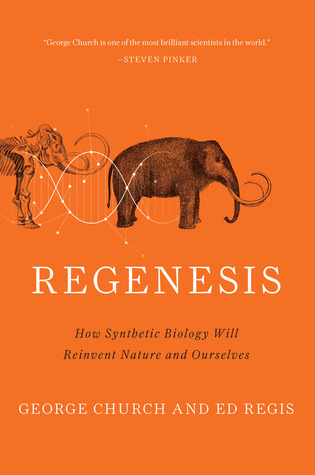 “George Church is one of the most brilliant scientists in the world.”
—STEVEN PINKER
REGENESIS
How Synthetic Biology Will
Reinvent Nature and Ourselves
GEORGE CHURCH AND ED REGIS